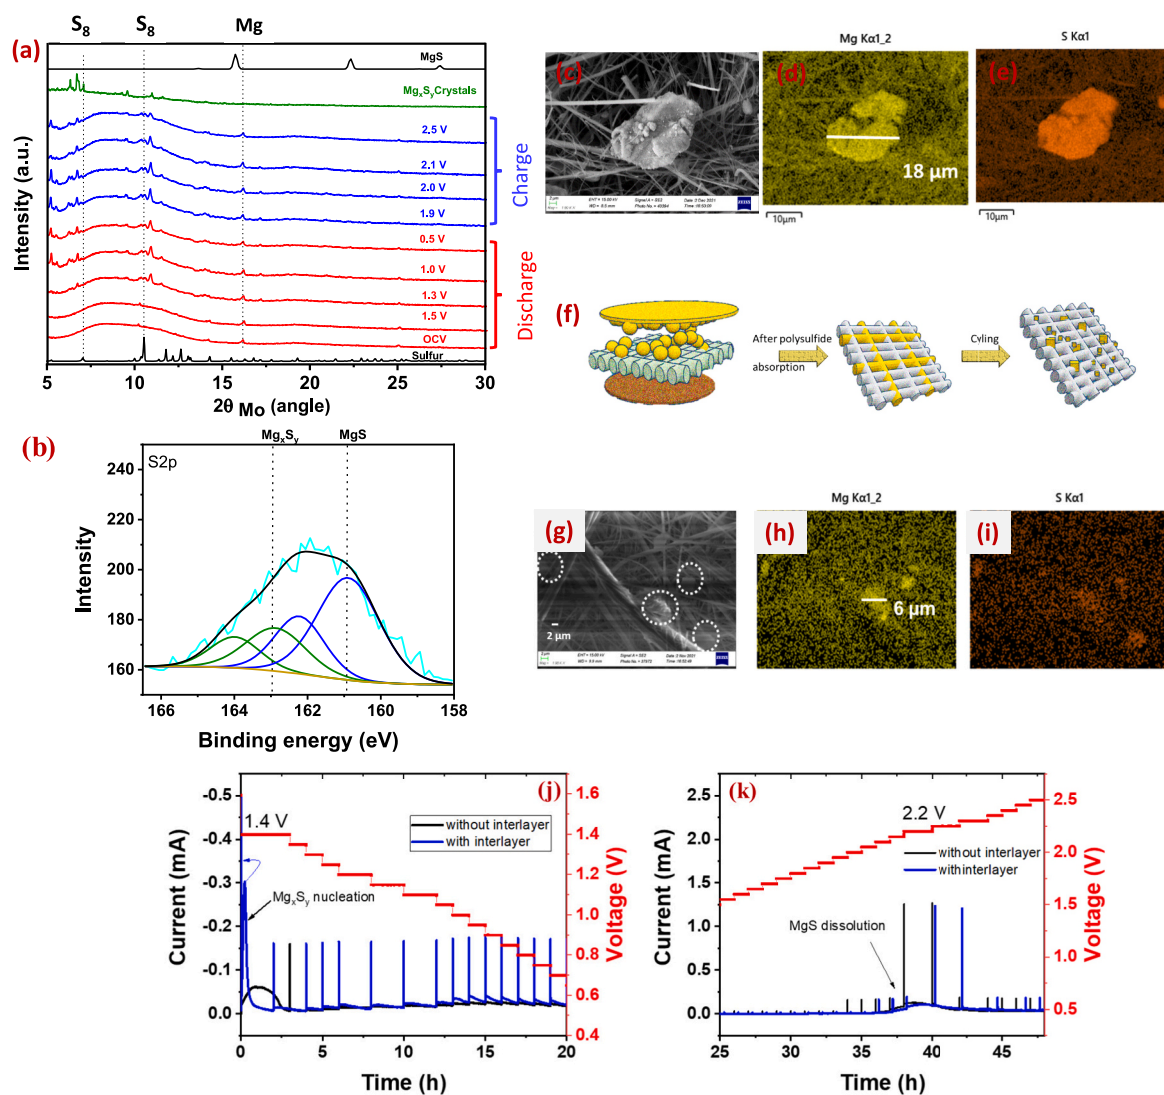 S8 S8 Mg
(a)
MgS
MgxSyCrystals
2.5 V
2.1 V
2.0 V
1.9 V
0.5 V
1.0 V
1.3 V
1.5 V
OCV
Sulfur
Charge
Discharge
Intensity (a.u.)
5 10 15 20 25 30
2θ Mo (angle)
(b)
MgxSy MgS
S2p
240
220
200
180
160
Intensity
166 164 162 160 158
Binding energy (eV)
Mg Kα1_2
S Kα1
(c)
(d)
(e)
18 µm
10µm
10µm
(f)
After polysulfide
absorption
Cvling
Mg Kα1_2
S Kα1
(g)
(h)
(i)
2 µm
6 µm
(j)
1.4 V
without interlayer
with interlayer
MgxSy nucleation
-0.5
-0.4
-0.3
-0.2
-0.1
0.0
Current (mA)
1.6
1.4
1.2
1.0
0.8
0.6
0.4
Voltage (V)
0 5 10 15 20
Time (h)
(k)
2.2 V
without interlayer
withinterlayer
MgS dissolution
2.5
2.0
1.5
1.0
0.5
0.0
Current (mA)
2.5
2.0
1.5
1.0
0.5
Voltage (V)
25 30 35 40 45
Time (h)